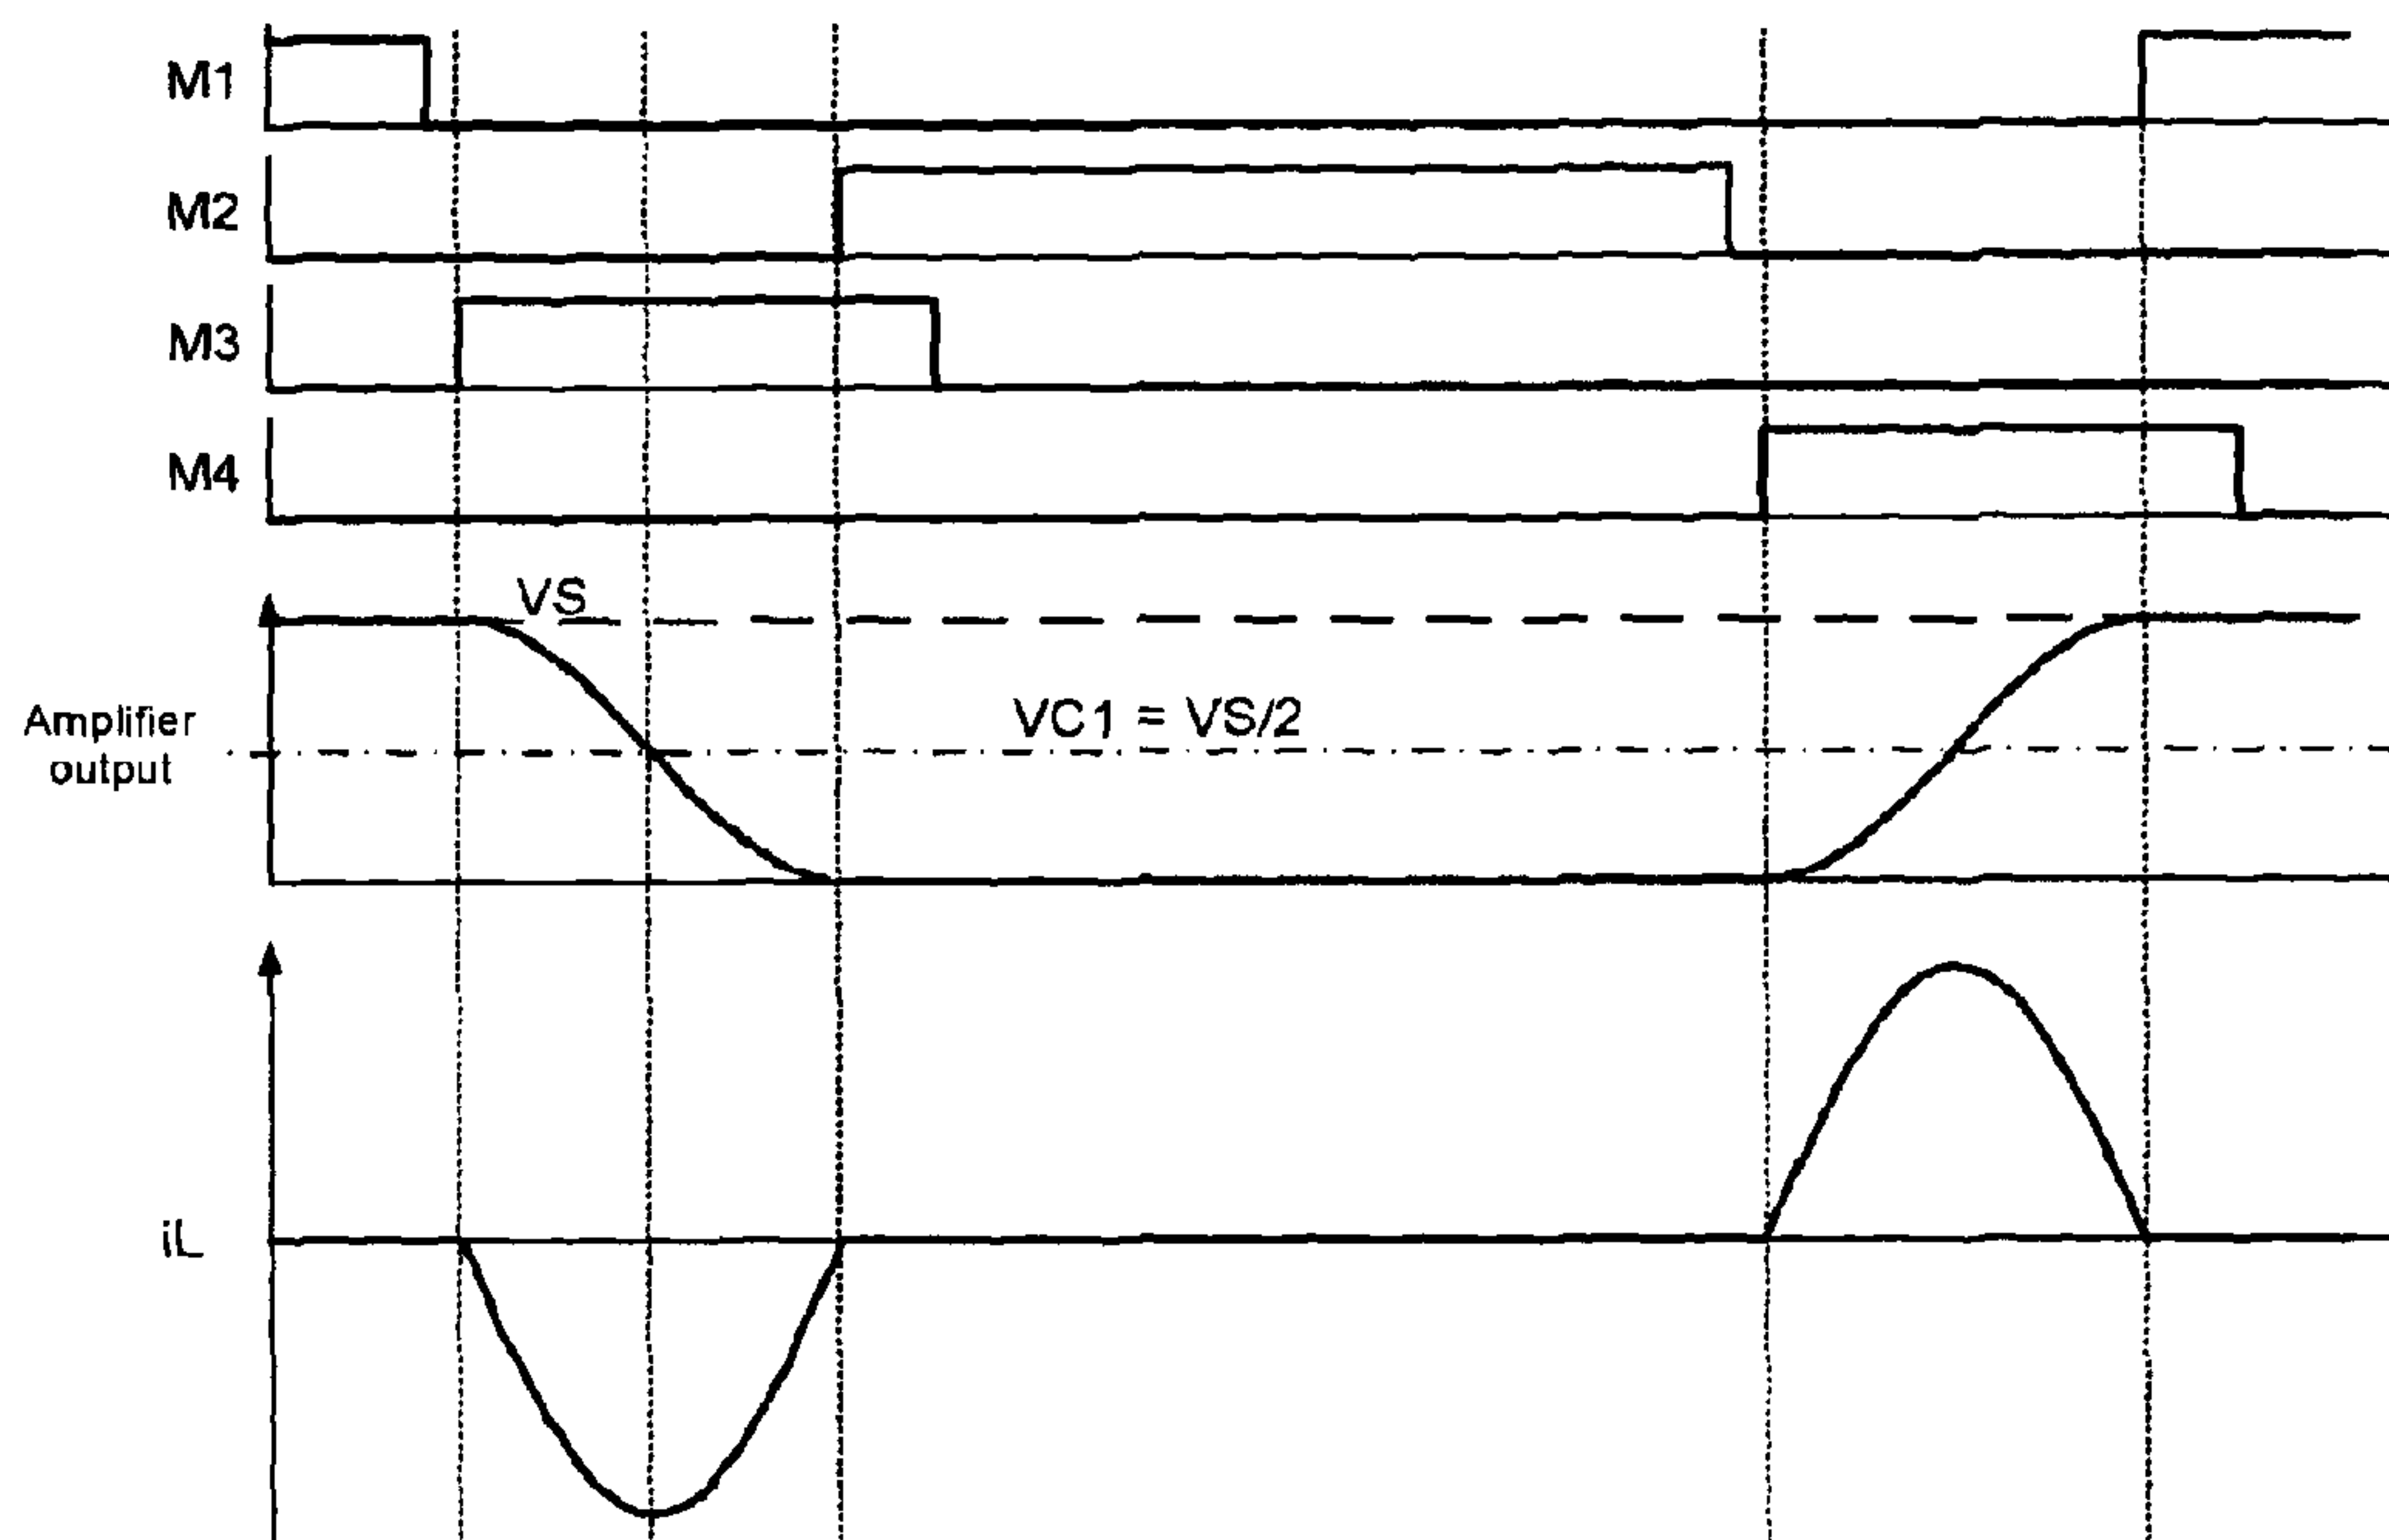 M1
M2
M3
M4
VS
VC1 = VS/2
Amplifier
output
iL